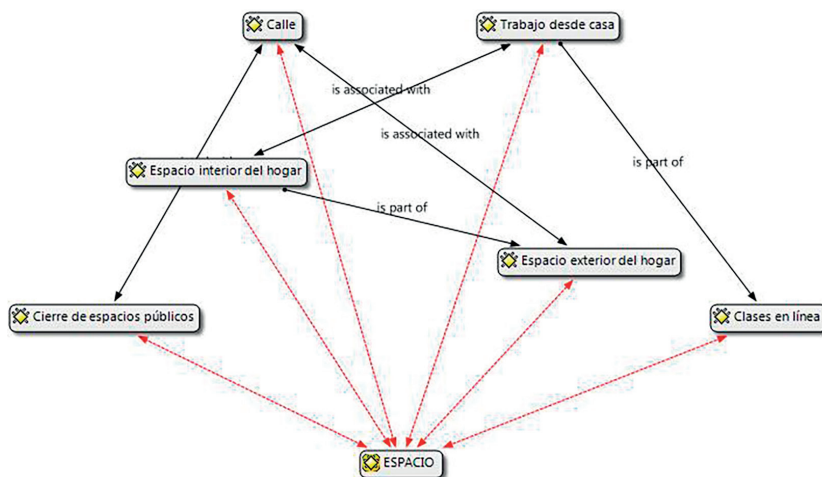 Calle
Trabajo desde casa
is associated with
is associated with
is part of
Espacio interior del hogar
is part of
Espacio exterior del hogar
Cierre de espacios públicos
Clases en línea
ESPACIO